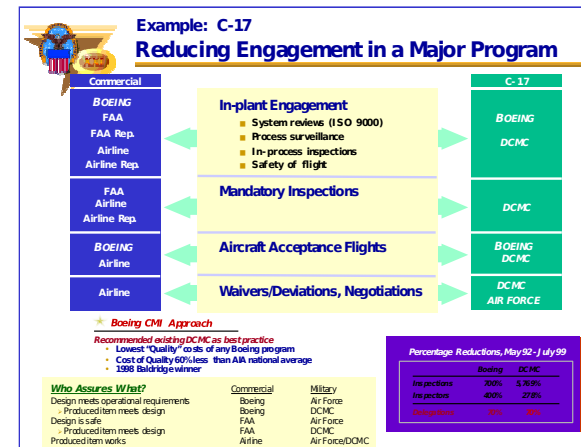 Example: C-17
Reducing Engagement in a Major Program
Commercial
BOEING
FAA
FAA Rep.
Airline
Airline Rep.
In-plant Engagement
■ System reviews (ISO 9000)
■ Process surveillance
■ In-process inspections
■ Safety of flight
C-17
BOEING
DCMC
FAA
Airline
Airline Rep.
Mandatory Inspections
DCMC
BOEING
Airline
Aircraft Acceptance Flights
BOEING
DCMC
Airline
Waivers/Deviations, Negotiations
DCMC
AIR FORCE
Boeing CMI Approach
Recommended existing DCMC as best practice
• Lowest "Quality" costs of any Boeing program
• Cost of Quality 60% less than AIA national average
• 1998 Baldridge winner
Who Assures What? Commercial Military
Design meets operational requirements Boeing Air Force
> Produced item meets design Boeing DCMC
Design is safe FAA Air Force
> Produced item meets design FAA DCMC
Produced item works Airline Air Force/DCMC
Percentage Reductions, May 92 - July 99
Boeing DCMC
Inspections
Inspectors 400% 278%